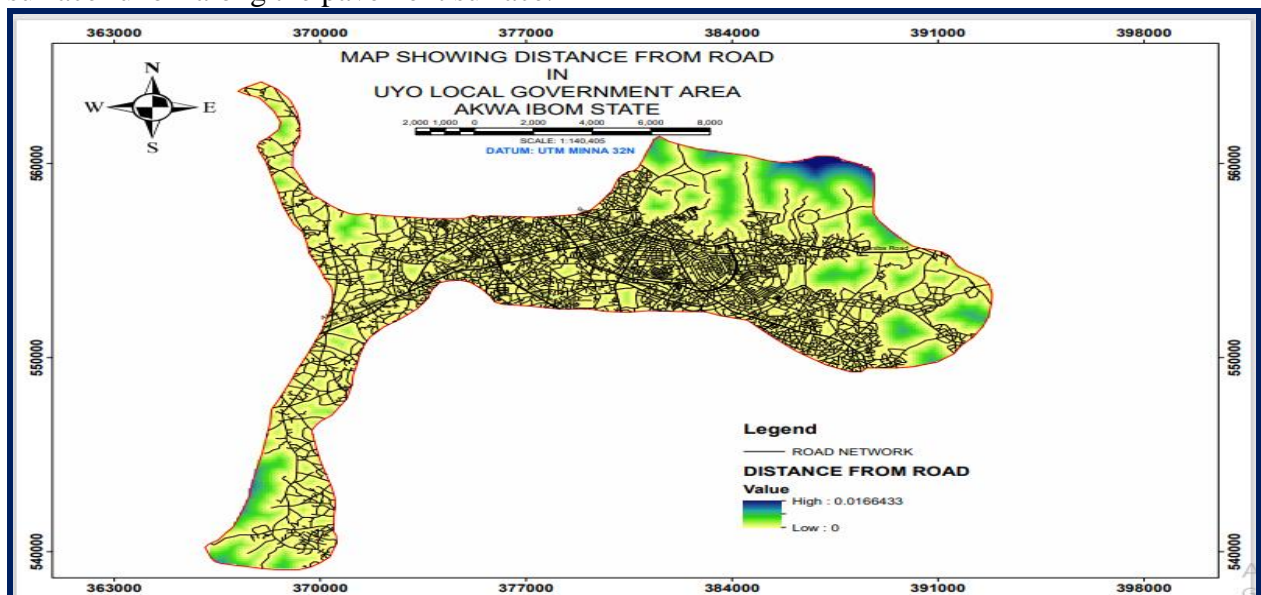 363000 370000 377000 384000 391000 398000
MAP SHOWING DISTANCE FROM ROAD
IN
UYO LOCAL GOVERNMENT AREA
AKWA IBOM STATE
N
W E
S
2,000 1,000 0 2,000 4,000 6,000 8,000
SCALE: 1:140,405
DATUM: UTM MINNA 32N
560000 560000
550000 550000
Legend
ROAD NETWORK
DISTANCE FROM ROAD
Value
High : 0.0166433
Low : 0
540000 540000
363000 370000 377000 384000 391000 398000